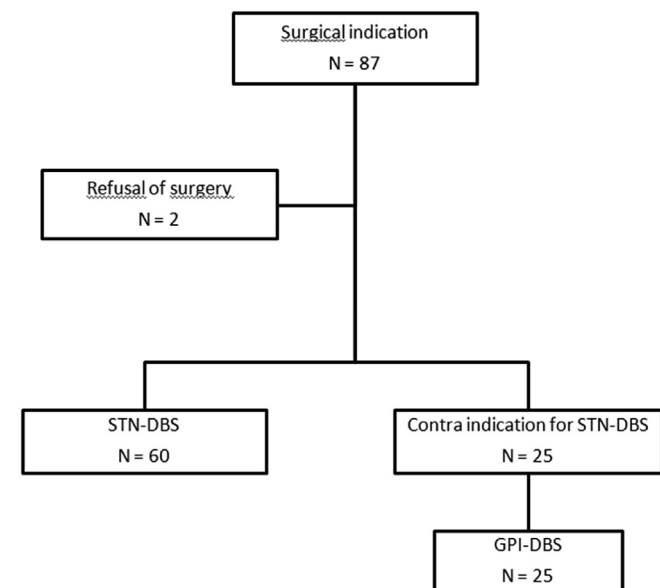 Surgical indication
N = 87
Refusal of surgery
N = 2
STN-DBS
N = 60
Contra indication for STN-DBS
N = 25
GPI-DBS
N = 25